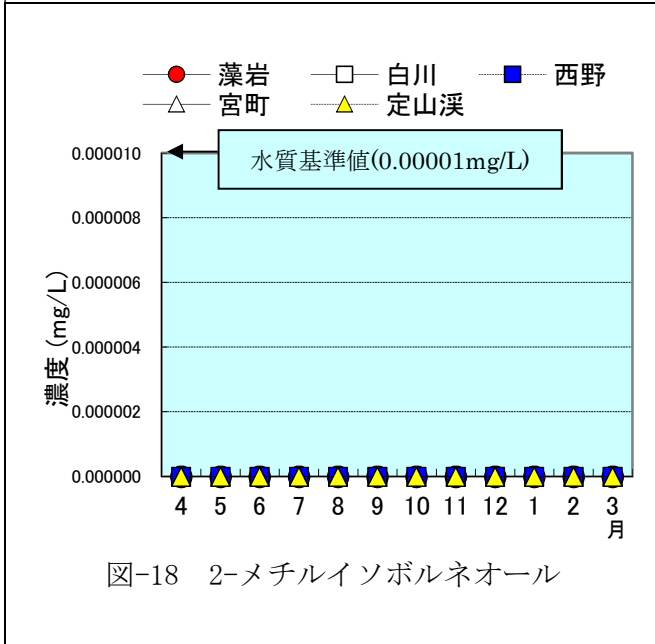 藻岩 白川 西野
宮町 定山渓
水質基準値(0.00001mg/L)
0.000010
0.000008
0.000006
0.000004
0.000002
0.000000
濃度 (mg/L)
4 5 6 7 8 9 10 11 12 1 2 3
月
図-18 2-メチルイソボルネオール